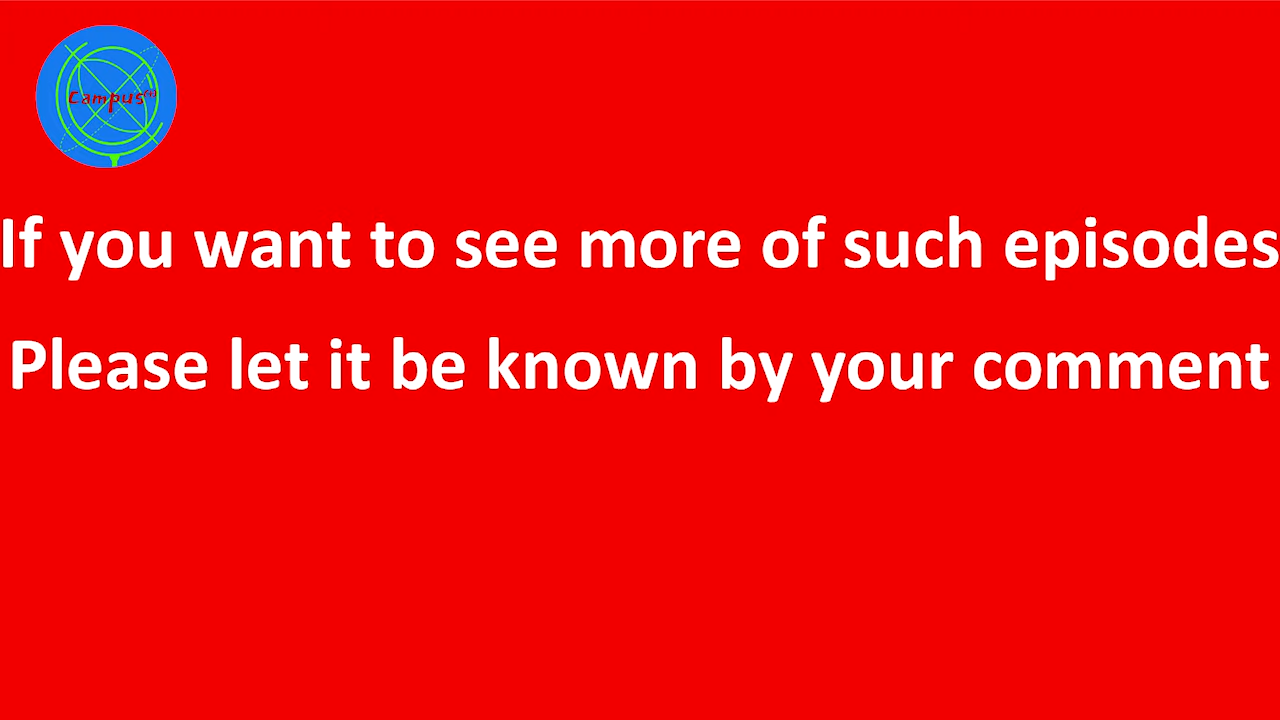 Campus(+)
If you want to see more of such episodes
Please let it be known by your comment